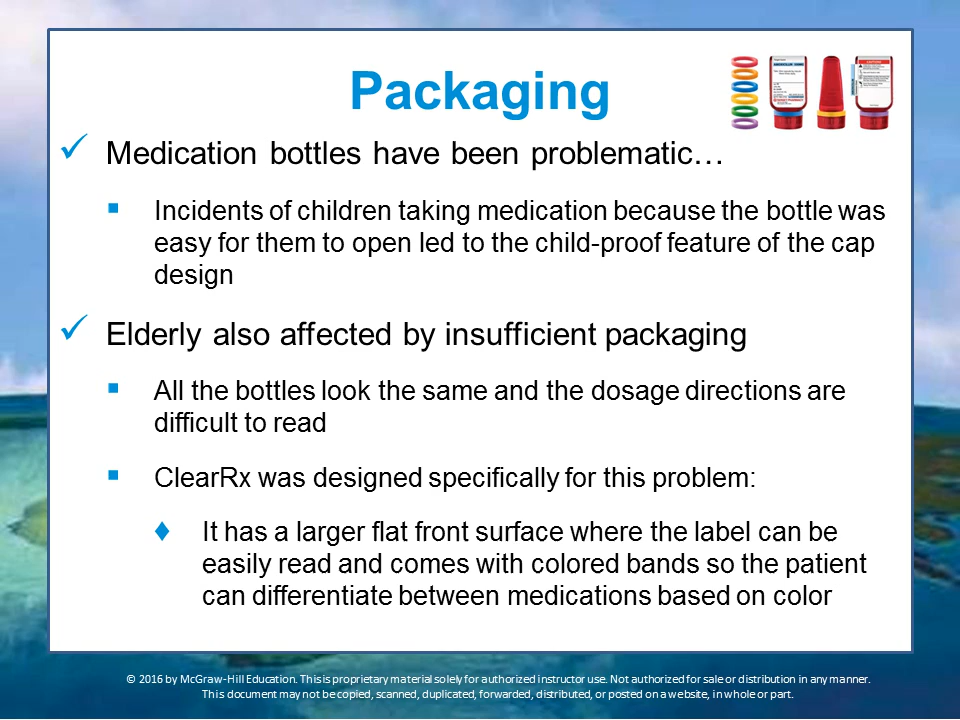 Packaging
Medication bottles have been problematic…
Incidents of children taking medication because the bottle was
easy for them to open led to the child-proof feature of the cap
design
Elderly also affected by insufficient packaging
All the bottles look the same and the dosage directions are
difficult to read
ClearRx was designed specifically for this problem:
It has a larger flat front surface where the label can be
easily read and comes with colored bands so the patient
can differentiate between medications based on color
© 2016 by McGraw-Hill Education. This is proprietary material solely for authorized instructor use. Not authorized for sale or distribution in any manner.
This document may not be copied, scanned, duplicated, forwarded, distributed, or posted on a website, in whole or part.